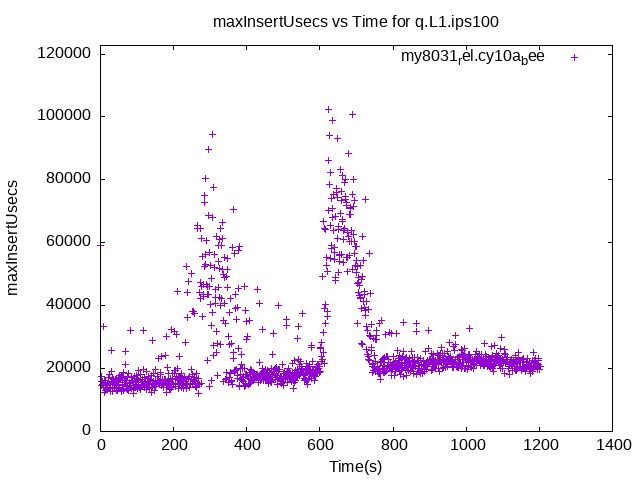 maxInsertUsecs vs Time for q.L1.ips100
my8031rel.cy10abee
120000
100000
80000
60000
40000
20000
0
maxInsertUsecs
0 200 400 600 800 1000 1200 1400
Time(s)